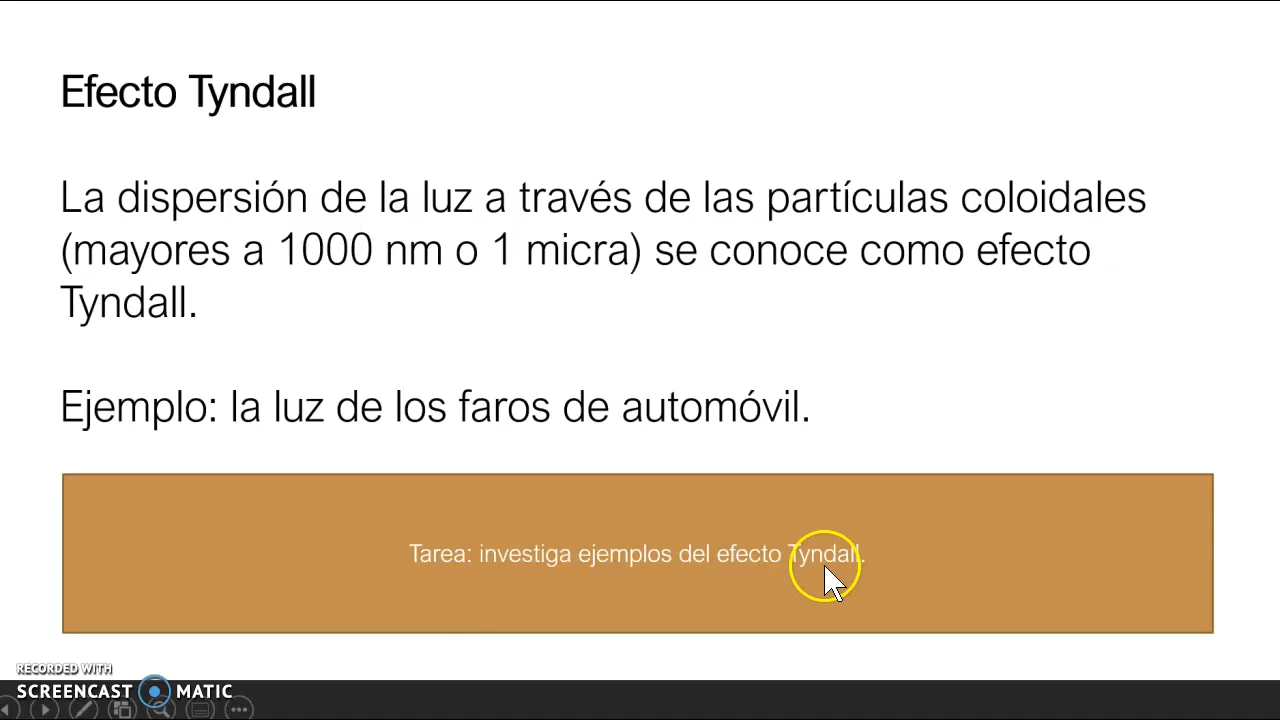 Efecto Tyndall
La dispersión de la luz a través de las partículas coloidales
(mayores a 1000 nm o 1 micra) se conoce como efecto
Tyndall.
Ejemplo: la luz de los faros de automóvil.
Tarea: investiga ejemplos del efecto Tyndall.
RECORDED WITH
SCREENCAST MATIC